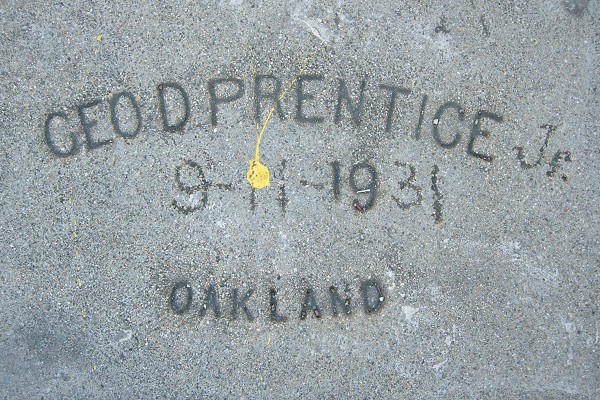 GEO D PRENTICE Jr.
9-11-1931
OAKLAND